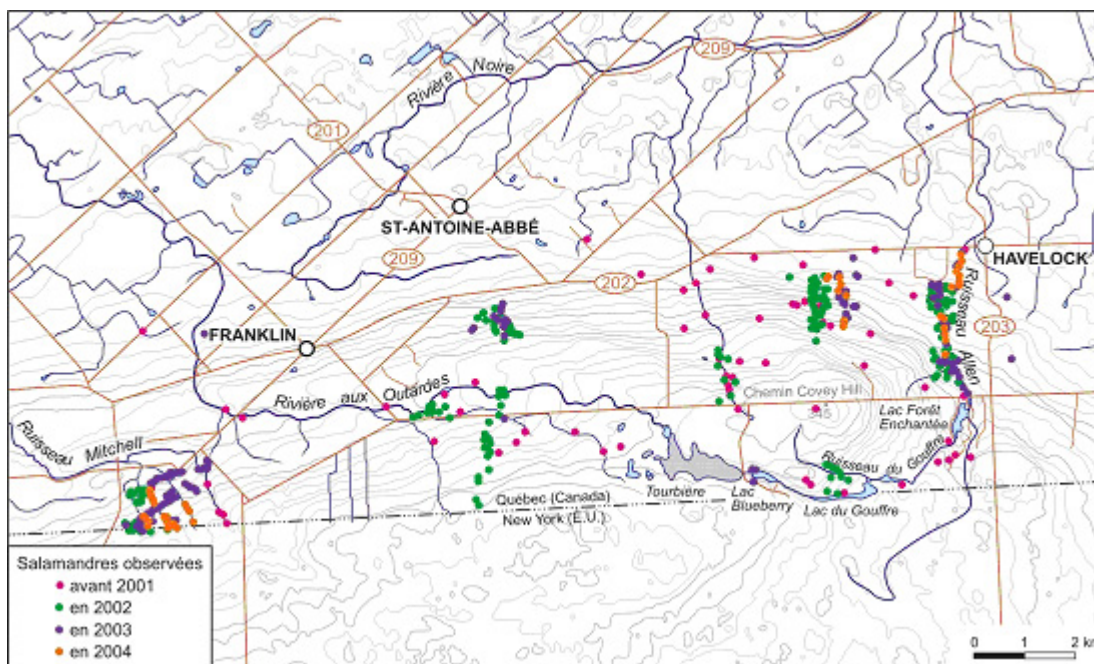 209
Rivière Noire
201
ST-ANTOINE-ABBÉ
209
HAVELOCK
202
Ruisseau Allen
203
FRANKLIN
Rivière aux Outardes
Chemin Covey Hill
345
Lac Forêt
Enchantée
Ruisseau Mitchell
Ruisseau du Gouffre
Tourbière
Lac
Blueberry
Lac du Gouffre
Québec (Canada)
New York (E.U.)
Salamandres observées
avant 2001
en 2002
en 2003
en 2004
0 1 2 km